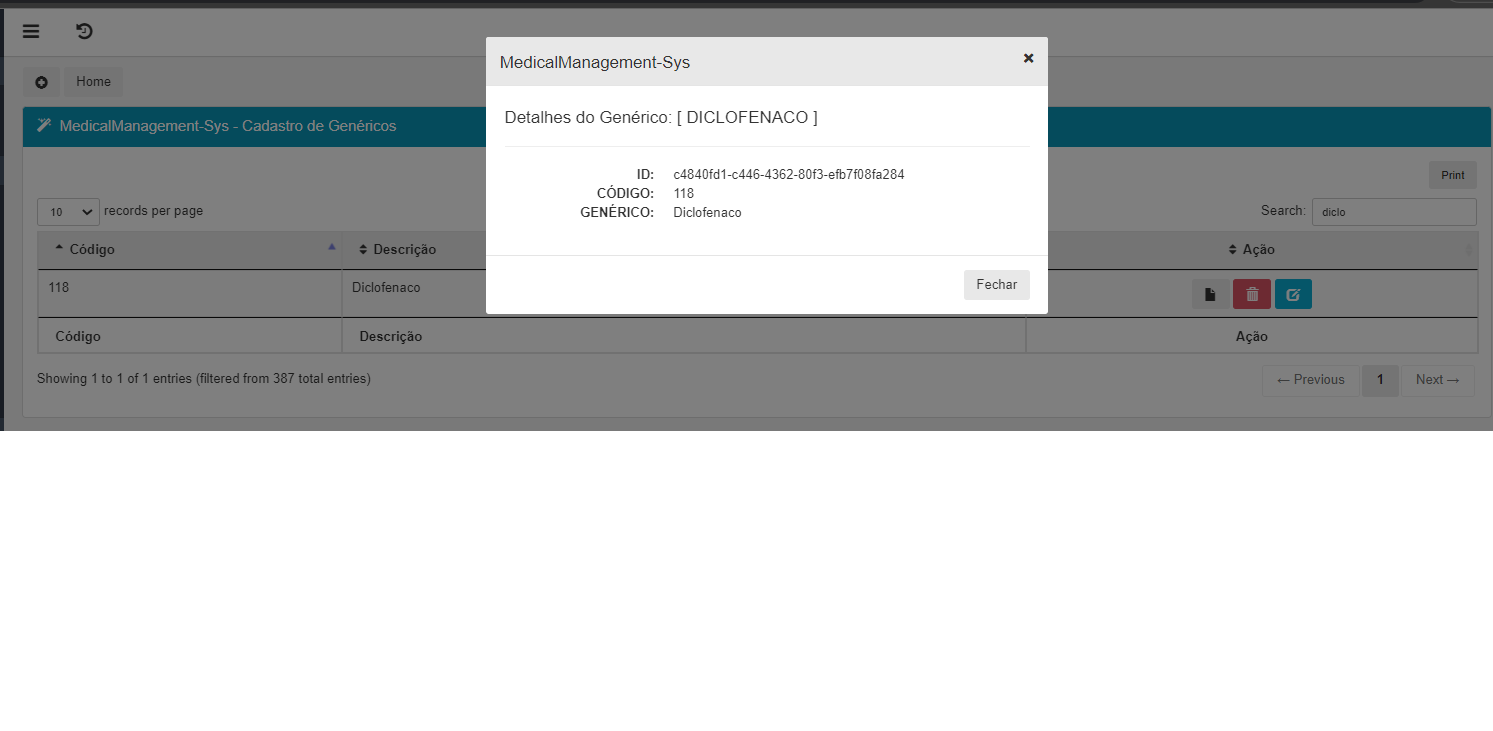 MedicalManagement-Sys
Detalhes do Genérico: [ DICLOFENACO ]
ID: c4840fd1-c446-4362-80f3-efb7f08fa284
CÓDIGO: 118
GENÉRICO: Diclofenaco
Fechar
Home
MedicalManagement-Sys - Cadastro de Genéricos
Print
10 records per page
Search: diclo
Código Descrição Ação
118 Diclofenaco
Código Descrição Ação
Showing 1 to 1 of 1 entries (filtered from 387 total entries)
← Previous 1 Next →